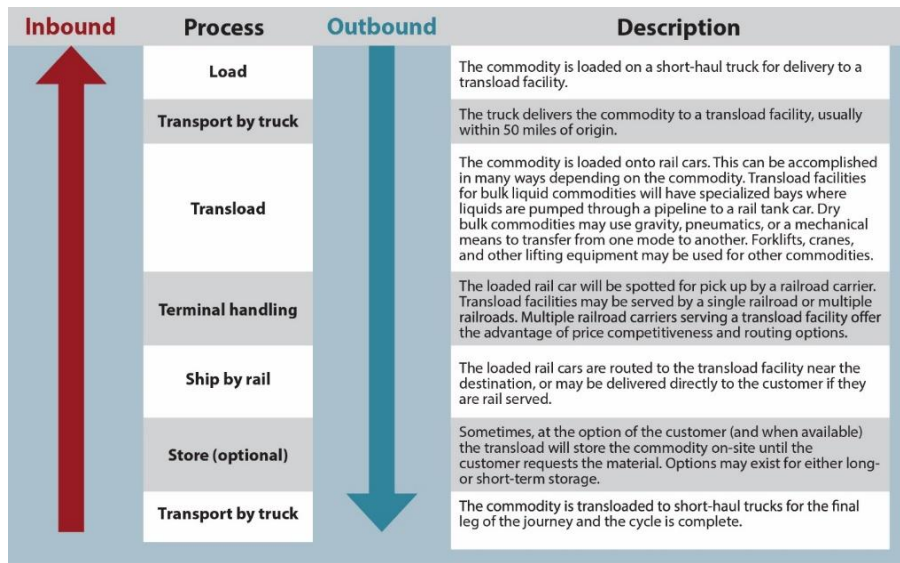 Inbound Process Outbound Description
Load
The commodity is loaded on a short-haul truck for delivery to a
transload facility.
Transport by truck
The truck delivers the commodity to a transload facility, usually
within 50 miles of origin.
Transload
The commodity is loaded onto rail cars. This can be accomplished
in many ways depending on the commodity. Transload facilities
for bulk liquid commodities will have specialized bays where
liquids are pumped through a pipeline to a rail tank car. Dry
bulk commodities may use gravity, pneumatics, or a mechanical
means to transfer from one mode to another. Forklifts, cranes,
and other lifting equipment may be used for other commodities.
Terminal handling
The loaded rail car will be spotted for pick up by a railroad carrier.
Transload facilities may be served by a single railroad or multiple
railroads. Multiple railroad carriers serving a transload facility offer
the advantage of price competitiveness and routing options.
Ship by rail
The loaded rail cars are routed to the transload facility near the
destination, or may be delivered directly to the customer if they
are rail served.
Store (optional)
Sometimes, at the option of the customer (and when available)
the transload will store the commodity on-site until the
customer requests the material. Options may exist for either long-
or short-term storage.
Transport by truck
The commodity is transloaded to short-haul trucks for the final
leg of the journey and the cycle is complete.